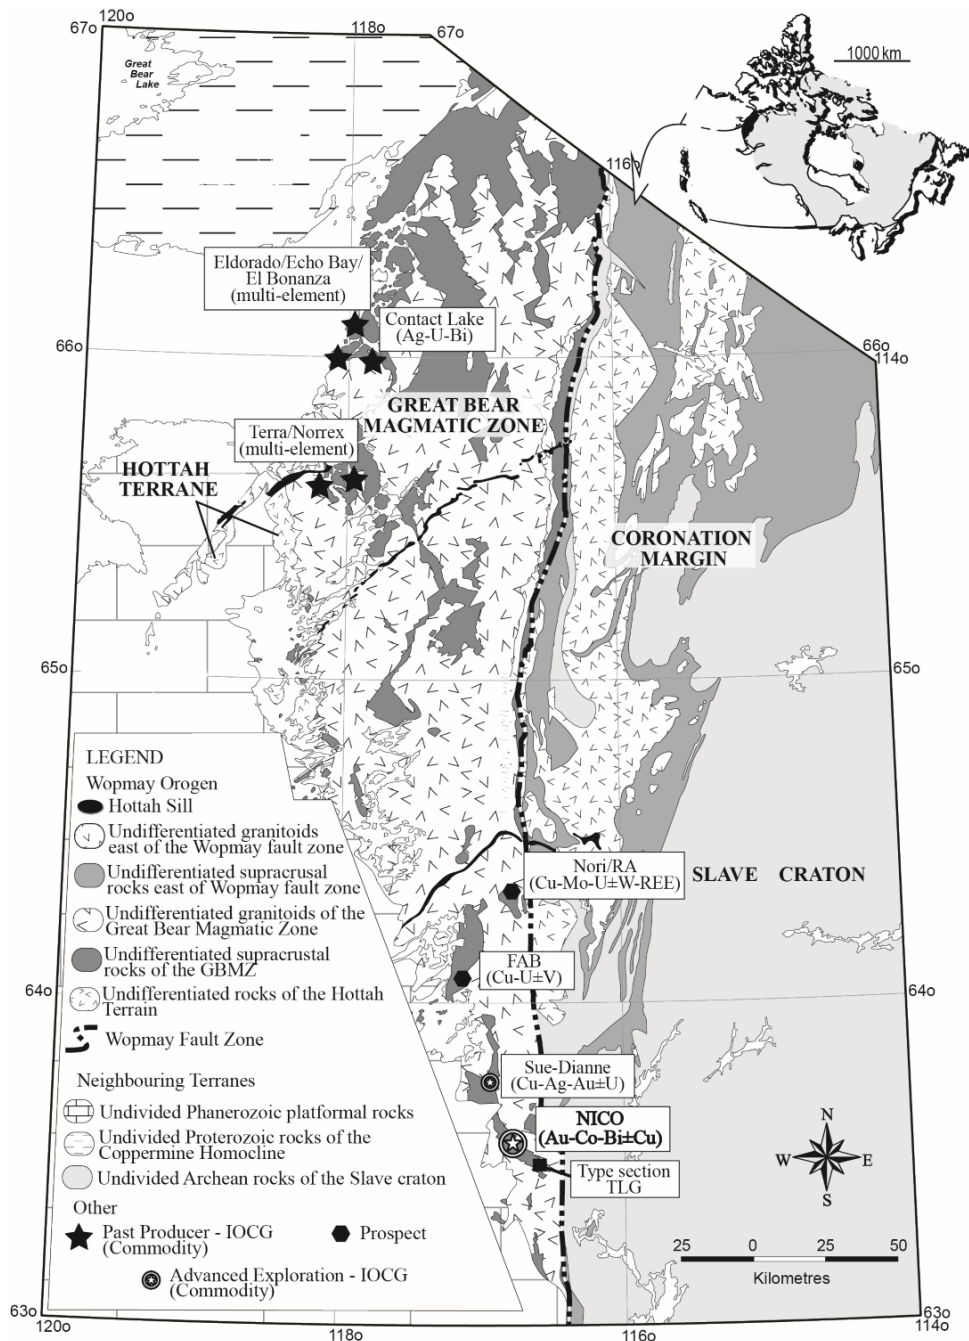 120o
67o
118o
67o
Great
Bear
Lake
1000 km
116o
Eldorado/Echo Bay/
El Bonanza
(multi-element)
Contact Lake
(Ag-U-Bi)
66o
66o
114o
GREAT BEAR
MAGMATIC ZONE
Terra/Norrex
(multi-element)
HOTTAH
TERRANE
CORONATION
MARGIN
65o
65o
LEGEND
Wopmay Orogen
Hottah Sill
Undifferentiated granitoids
east of the Wopmay fault zone
Undifferentiated supracrusal
rocks east of Wopmay fault zone
Undifferentiated granitoids of the
Great Bear Magmatic Zone
Undifferentiated supracrustal
rocks of the GBMZ
Undifferentiated rocks of the Hottah
Terrain
Wopmay Fault Zone
Neighbouring Terranes
Undivided Phanerozoic platformal rocks
Undivided Proterozoic rocks of the
Coppermine Homocline
Undivided Archean rocks of the Slave craton
Other
Past Producer - IOCG
(Commodity)
Prospect
Advanced Exploration - IOCG
(Commodity)
Nori/RA
(Cu-Mo-U±W-REE)
SLAVE CRATON
FAB
(Cu-U±V)
64o
64o
Sue-Dianne
(Cu-Ag-Au±U)
NICO
(Au-Co-Bi±Cu)
Type section
TLG
N
W
E
S
25 0 25 50
Kilometres
63o
120o
118o
116o
63o
114o